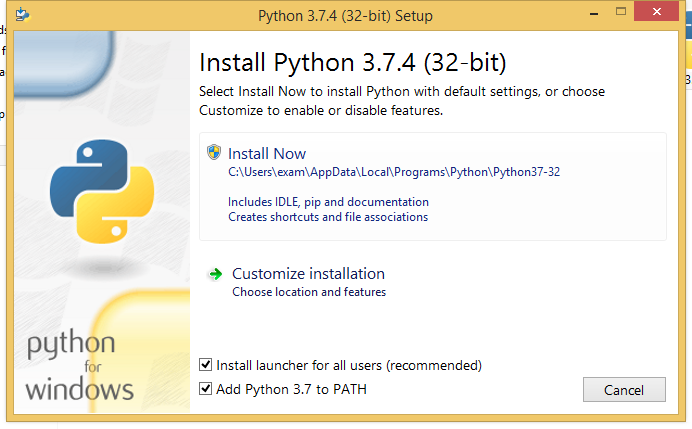 Python 3.7.4 (32-bit) Setup
Install Python 3.7.4 (32-bit)
Select Install Now to install Python with default settings, or choose
Customize to enable or disable features.
Install Now
C:\Users\exam\AppData\Local\Programs\Python\Python37-32
Includes IDLE, pip and documentation
Creates shortcuts and file associations
Customize installation
Choose location and features
python
for
windows
Install launcher for all users (recommended)
Add Python 3.7 to PATH
Cancel